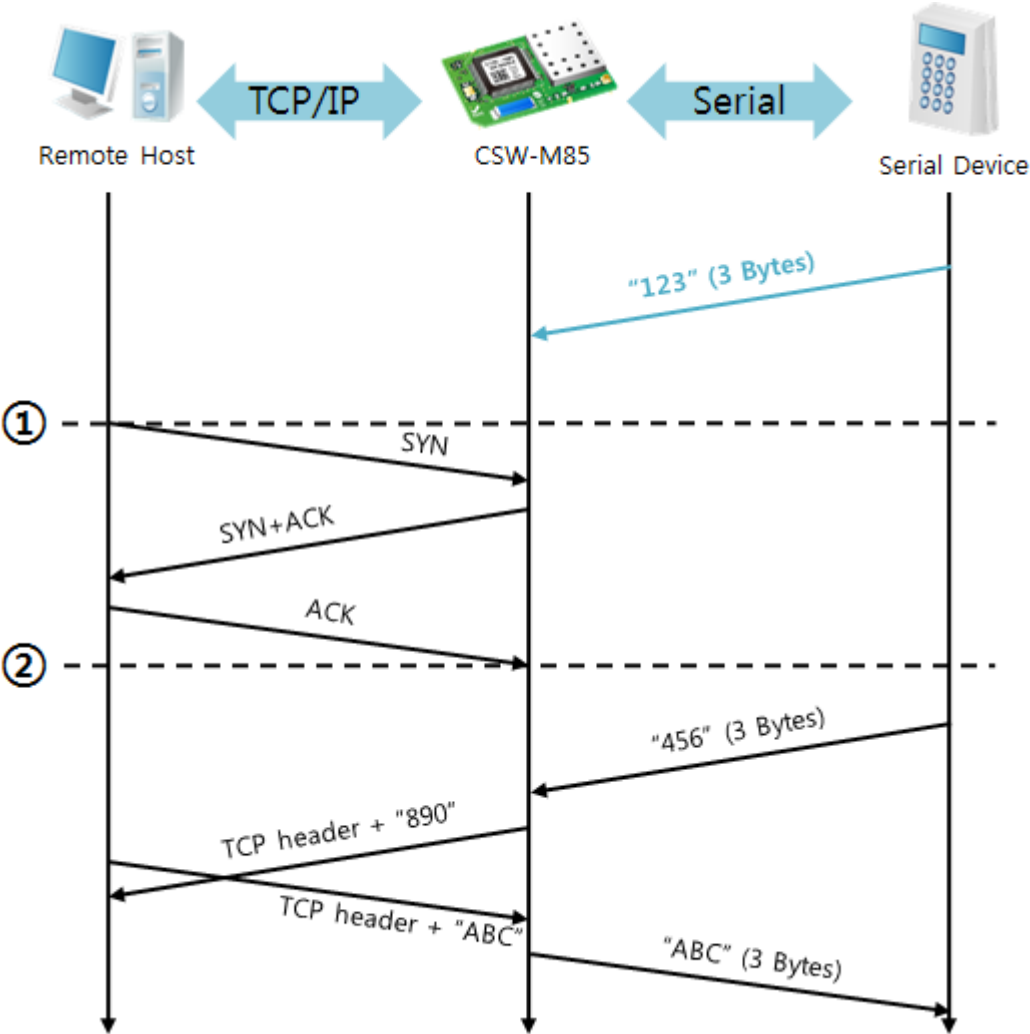 TCP/IP
Serial
Remote Host
CSW-M85
Serial Device
“123” (3 Bytes)
①
SYN
SYN+ACK
ACK
②
“456” (3 Bytes)
TCP header + “890”
TCP header + “ABC”
“ABC” (3 Bytes)